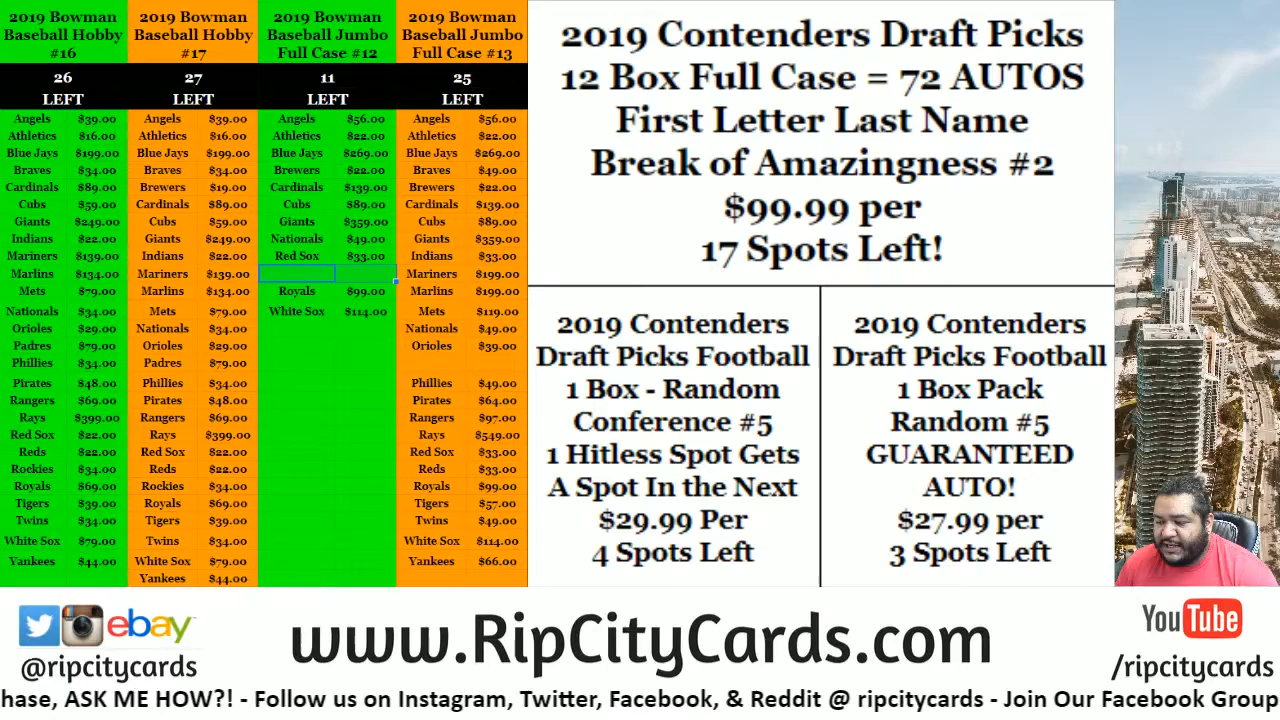 2019 Bowman
Baseball Hobby
#16
26
LEFT
Angels $39.00
Athletics $16.00
Blue Jays $199.00
Braves $34.00
Cardinals $89.00
Cubs $59.00
Giants $249.00
Indians $22.00
Mariners $139.00
Marlins $134.00
Mets $79.00
Nationals $34.00
Orioles $29.00
Padres $79.00
Phillies $34.00
Pirates $48.00
Rangers $69.00
Rays $399.00
Red Sox $22.00
Reds $22.00
Rockies $34.00
Royals $69.00
Tigers $39.00
Twins $34.00
White Sox $79.00
Yankees $44.00
2019 Bowman
Baseball Hobby
#17
27
LEFT
Angels $39.00
Athletics $16.00
Blue Jays $199.00
Braves $34.00
Brewers $19.00
Cardinals $89.00
Cubs $59.00
Giants $249.00
Indians $22.00
Mariners $139.00
Marlins $134.00
Mets $79.00
Nationals $34.00
Orioles $29.00
Padres $79.00
Phillies $34.00
Pirates $48.00
Rangers $69.00
Rays $399.00
Red Sox $22.00
Reds $22.00
Rockies $34.00
Royals $69.00
Tigers $39.00
Twins $34.00
White Sox $79.00
Yankees $44.00
2019 Bowman
Baseball Jumbo
Full Case #12
11
LEFT
Angels $56.00
Athletics $22.00
Blue Jays $269.00
Brewers $22.00
Cardinals $139.00
Cubs $89.00
Giants $359.00
Nationals $49.00
Red Sox $33.00
Royals $99.00
White Sox $114.00
2019 Bowman
Baseball Jumbo
Full Case #13
25
LEFT
Angels $56.00
Athletics $22.00
Blue Jays $269.00
Braves $49.00
Brewers $22.00
Cardinals $139.00
Cubs $89.00
Giants $359.00
Indians $33.00
Mariners $199.00
Marlins $199.00
Mets $119.00
Nationals $49.00
Orioles $39.00
Phillies $49.00
Pirates $64.00
Rangers $97.00
Rays $549.00
Red Sox $33.00
Reds $33.00
Royals $99.00
Tigers $57.00
Twins $49.00
White Sox $114.00
Yankees $66.00
2019 Contenders Draft Picks
12 Box Full Case = 72 AUTOS
First Letter Last Name
Break of Amazingness #2
$99.99 per
17 Spots Left!
2019 Contenders
Draft Picks Football
1 Box - Random
Conference #5
1 Hitless Spot Gets
A Spot In the Next
$29.99 Per
4 Spots Left
2019 Contenders
Draft Picks Football
1 Box Pack
Random #5
GUARANTEED
AUTO!
$27.99 per
3 Spots Left
ebay
@ripcitycards
www.RipCityCards.com
YouTube
/ripcitycards
hase, ASK ME HOW?! - Follow us on Instagram, Twitter, Facebook, & Reddit @ ripcitycards - Join Our Facebook Group